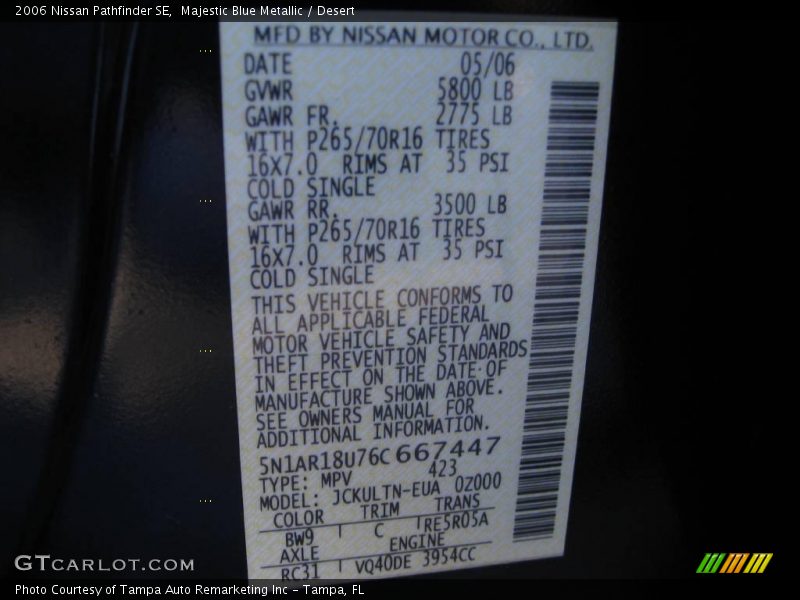 2006 Nissan Pathfinder SE,  Majestic Blue Metallic / Desert
MFD BY NISSAN MOTOR CO., LTD.
DATE 05/06
GVWR 5800 LB
GAWR FR. 2775 LB
WITH P265/70R16 TIRES
16X7.0 RIMS AT 35 PSI
COLD SINGLE
GAWR RR. 3500 LB
WITH P265/70R16 TIRES
16X7.0 RIMS AT 35 PSI
COLD SINGLE
THIS VEHICLE CONFORMS TO
ALL APPLICABLE FEDERAL
MOTOR VEHICLE SAFETY AND
THEFT PREVENTION STANDARDS
IN EFFECT ON THE DATE OF
MANUFACTURE SHOWN ABOVE.
SEE OWNERS MANUAL FOR
ADDITIONAL INFORMATION.
5N1AR18U76C667447
TYPE: MPV 423
MODEL: JCKULTN-EUA 0Z000
COLOR TRIM TRANS
BW9 C RE5R05A
AXLE ENGINE
RC31 VQ40DE 3954CC
GTCARLOT.COM
Photo Courtesy of Tampa Auto Remarketing Inc - Tampa, FL